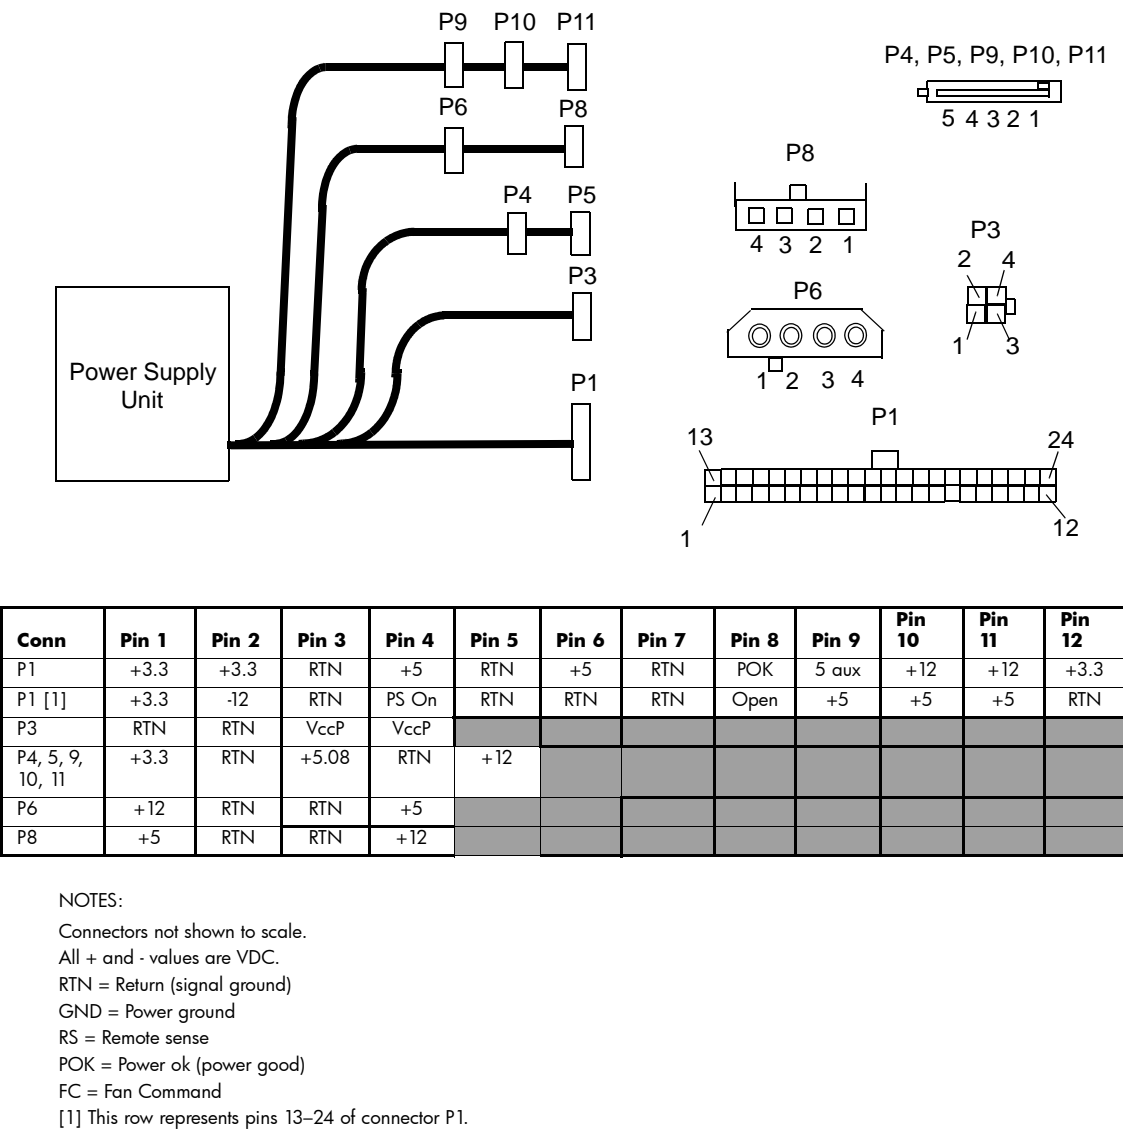 P9 P10 P11
P4, P5, P9, P10, P11
P6 P8
5 4 3 2 1
P8
4 3 2 1
P4 P5
P3
2 4
1 3
P3
P6
1 2 3 4
Power Supply
Unit
P1
P1
13 24
1 12
Conn Pin 1 Pin 2 Pin 3 Pin 4 Pin 5 Pin 6 Pin 7 Pin 8 Pin 9 Pin 10 Pin 11 Pin 12
P1 +3.3 +3.3 RTN +5 RTN +5 RTN POK 5 aux +12 +12 +3.3
P1 [1] +3.3 -12 RTN PS On RTN RTN RTN Open +5 +5 +5 RTN
P3 RTN RTN VccP VccP
P4, 5, 9, +3.3 RTN +5.08 RTN +12
10, 11
P6 +12 RTN RTN +5
P8 +5 RTN RTN +12
NOTES:
Connectors not shown to scale.
All + and - values are VDC.
RTN = Return (signal ground)
GND = Power ground
RS = Remote sense
POK = Power ok (power good)
FC = Fan Command
[1] This row represents pins 13–24 of connector P1.